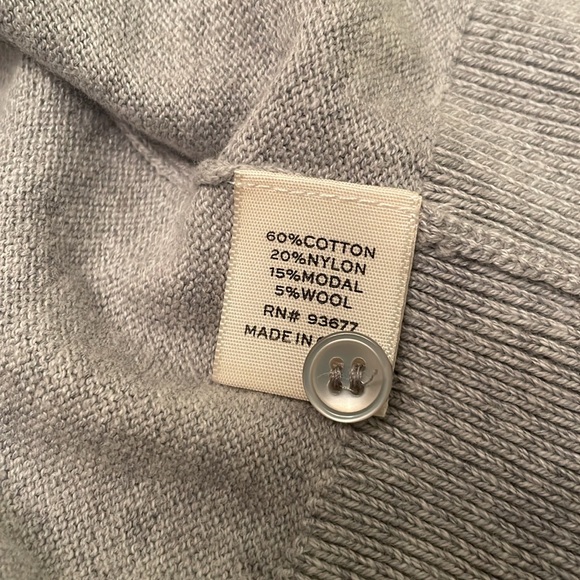 60%COTTON
20%NYLON
15%MODAL
5%WOOL
RN# 93677
MADE IN